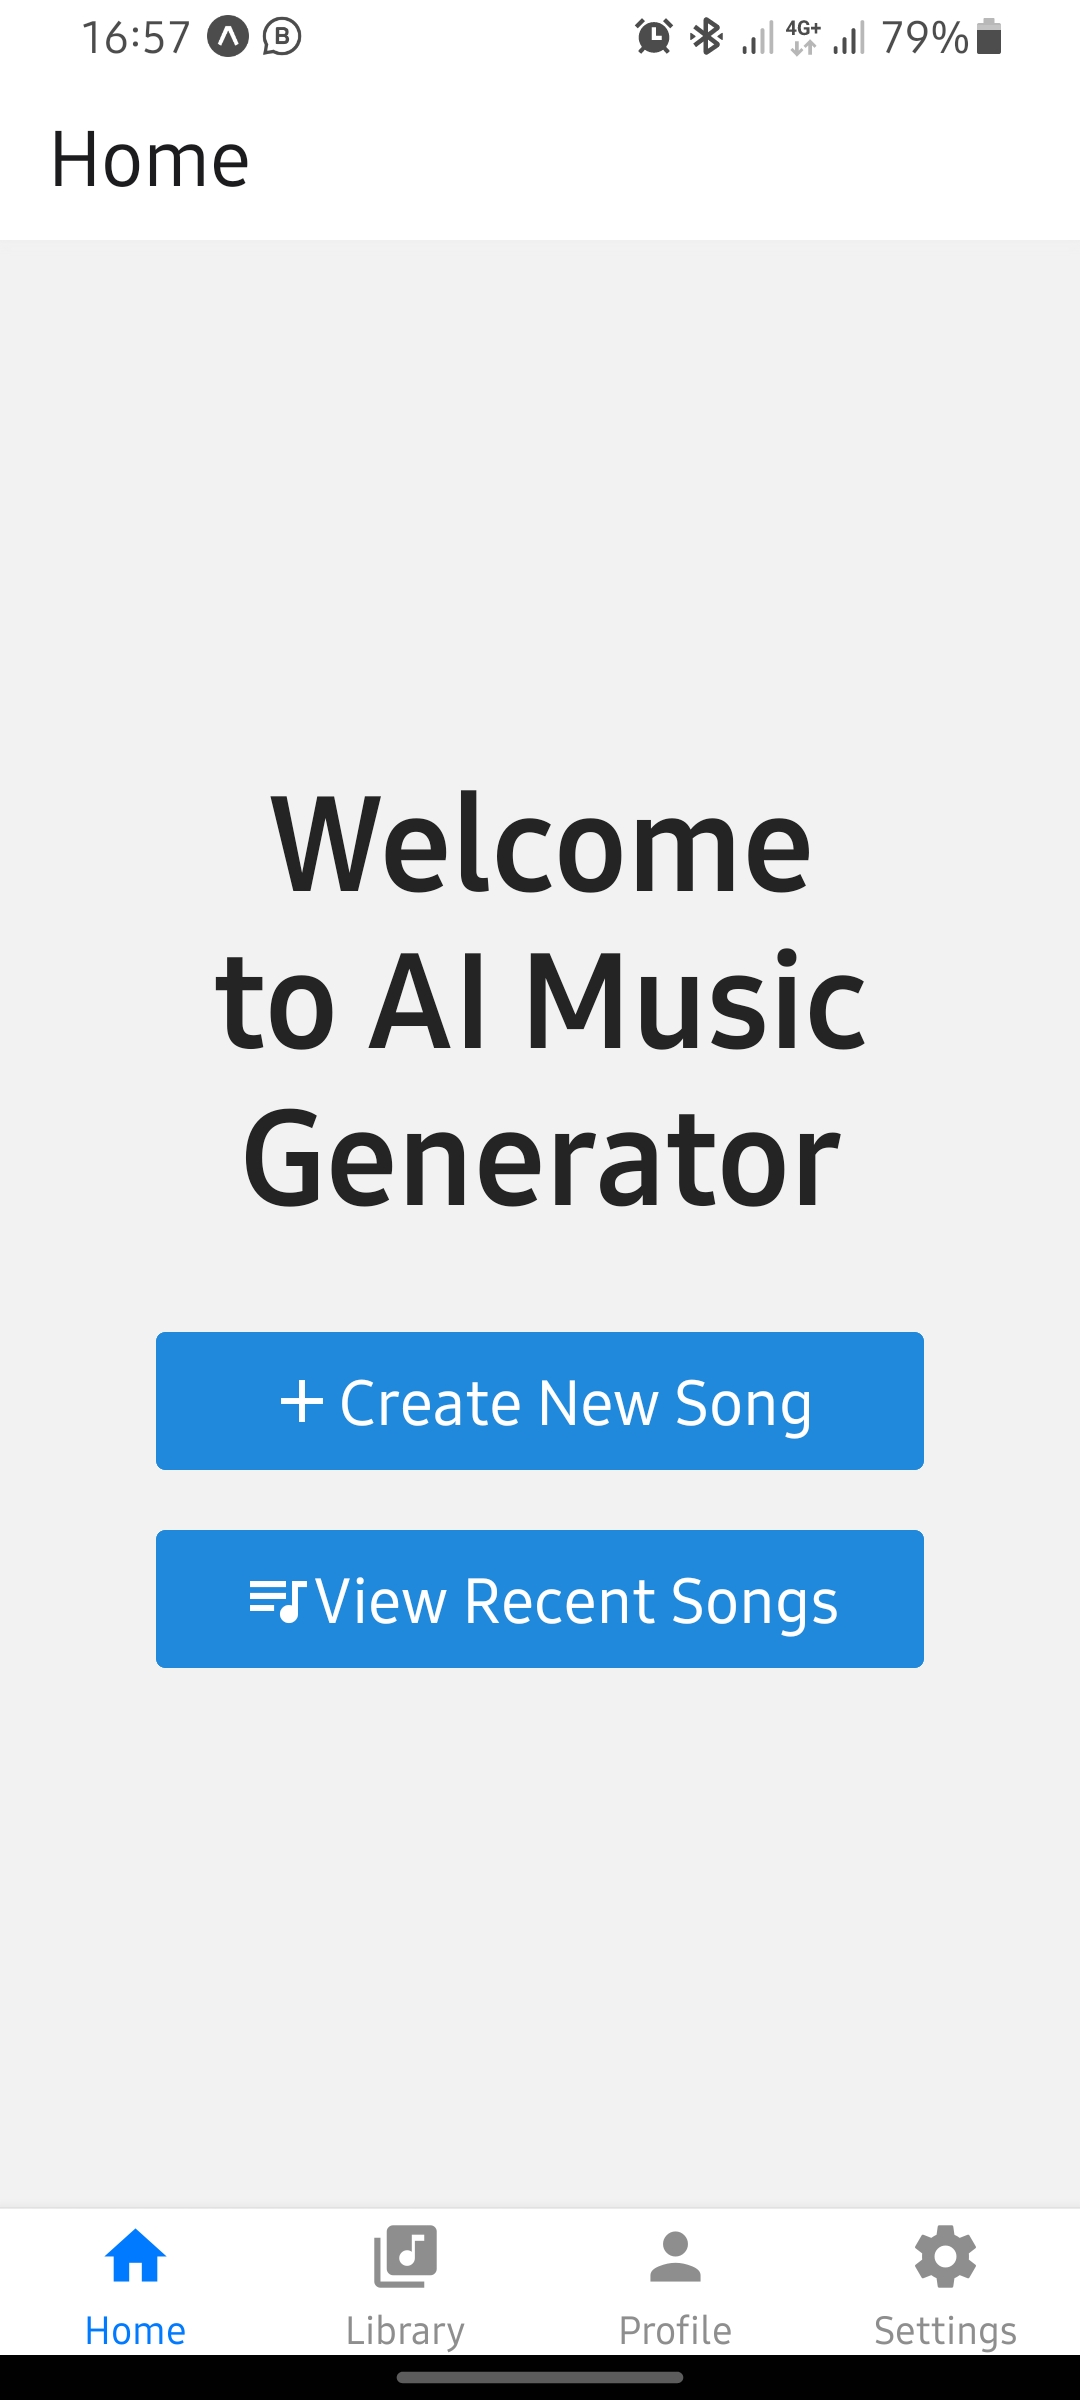 16:57 B 4G+ 79%
Home
Welcome
to AI Music
Generator
+ Create New Song
View Recent Songs
Home Library Profile Settings